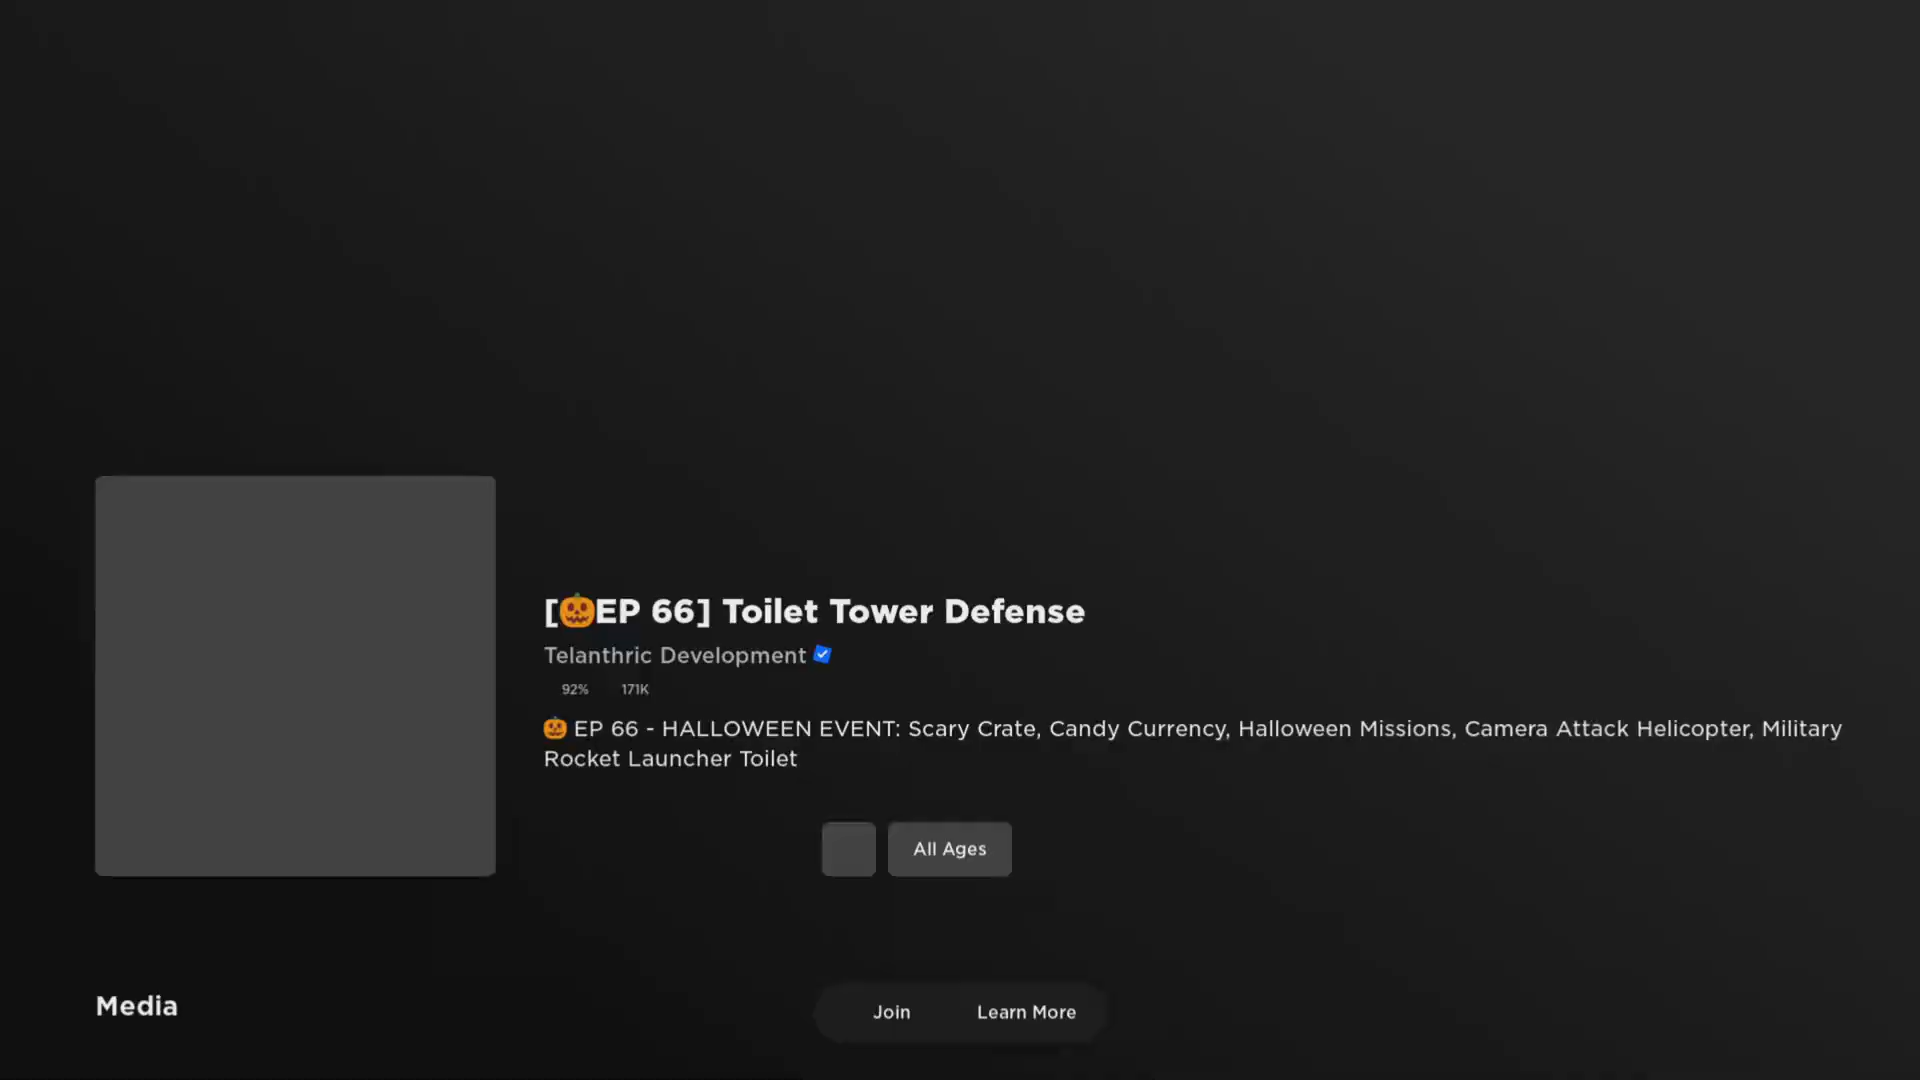 [🎃EP 66] Toilet Tower Defense
Telanthric Development
92% 171K
🎃 EP 66 - HALLOWEEN EVENT: Scary Crate, Candy Currency, Halloween Missions, Camera Attack Helicopter, Military
Rocket Launcher Toilet
All Ages
Media
Join Learn More